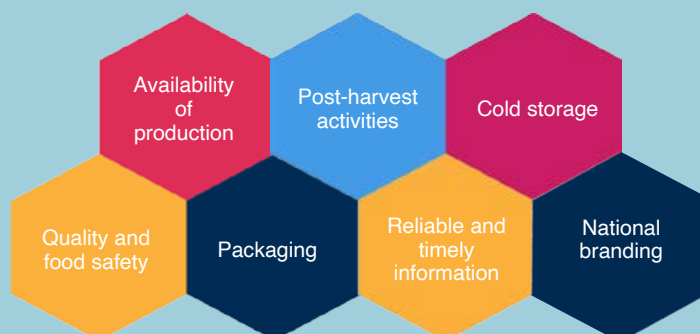 Availability
of
production
Post-harvest
activities
Cold storage
Quality and
food safety
Packaging
Reliable and
timely
information
National
branding